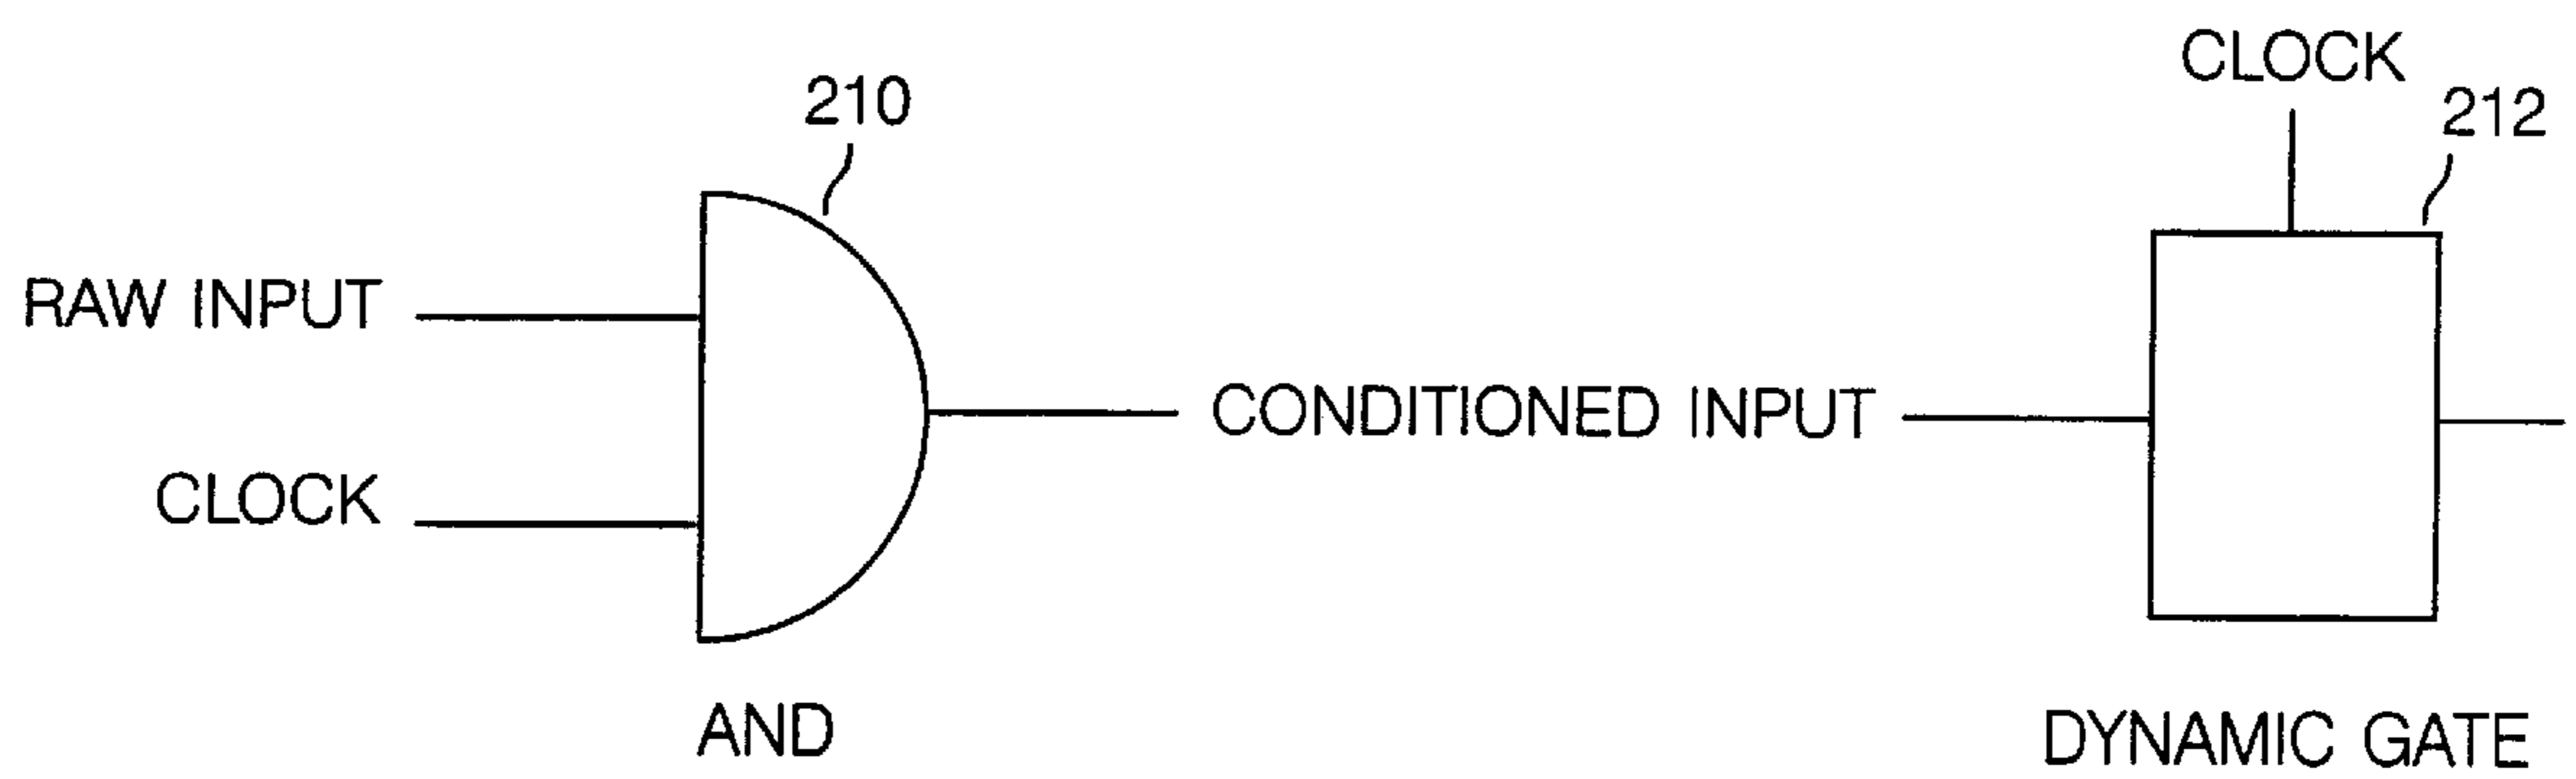 CLOCK
212
210
RAW INPUT
CLOCK
CONDITIONED INPUT
AND
DYNAMIC GATE